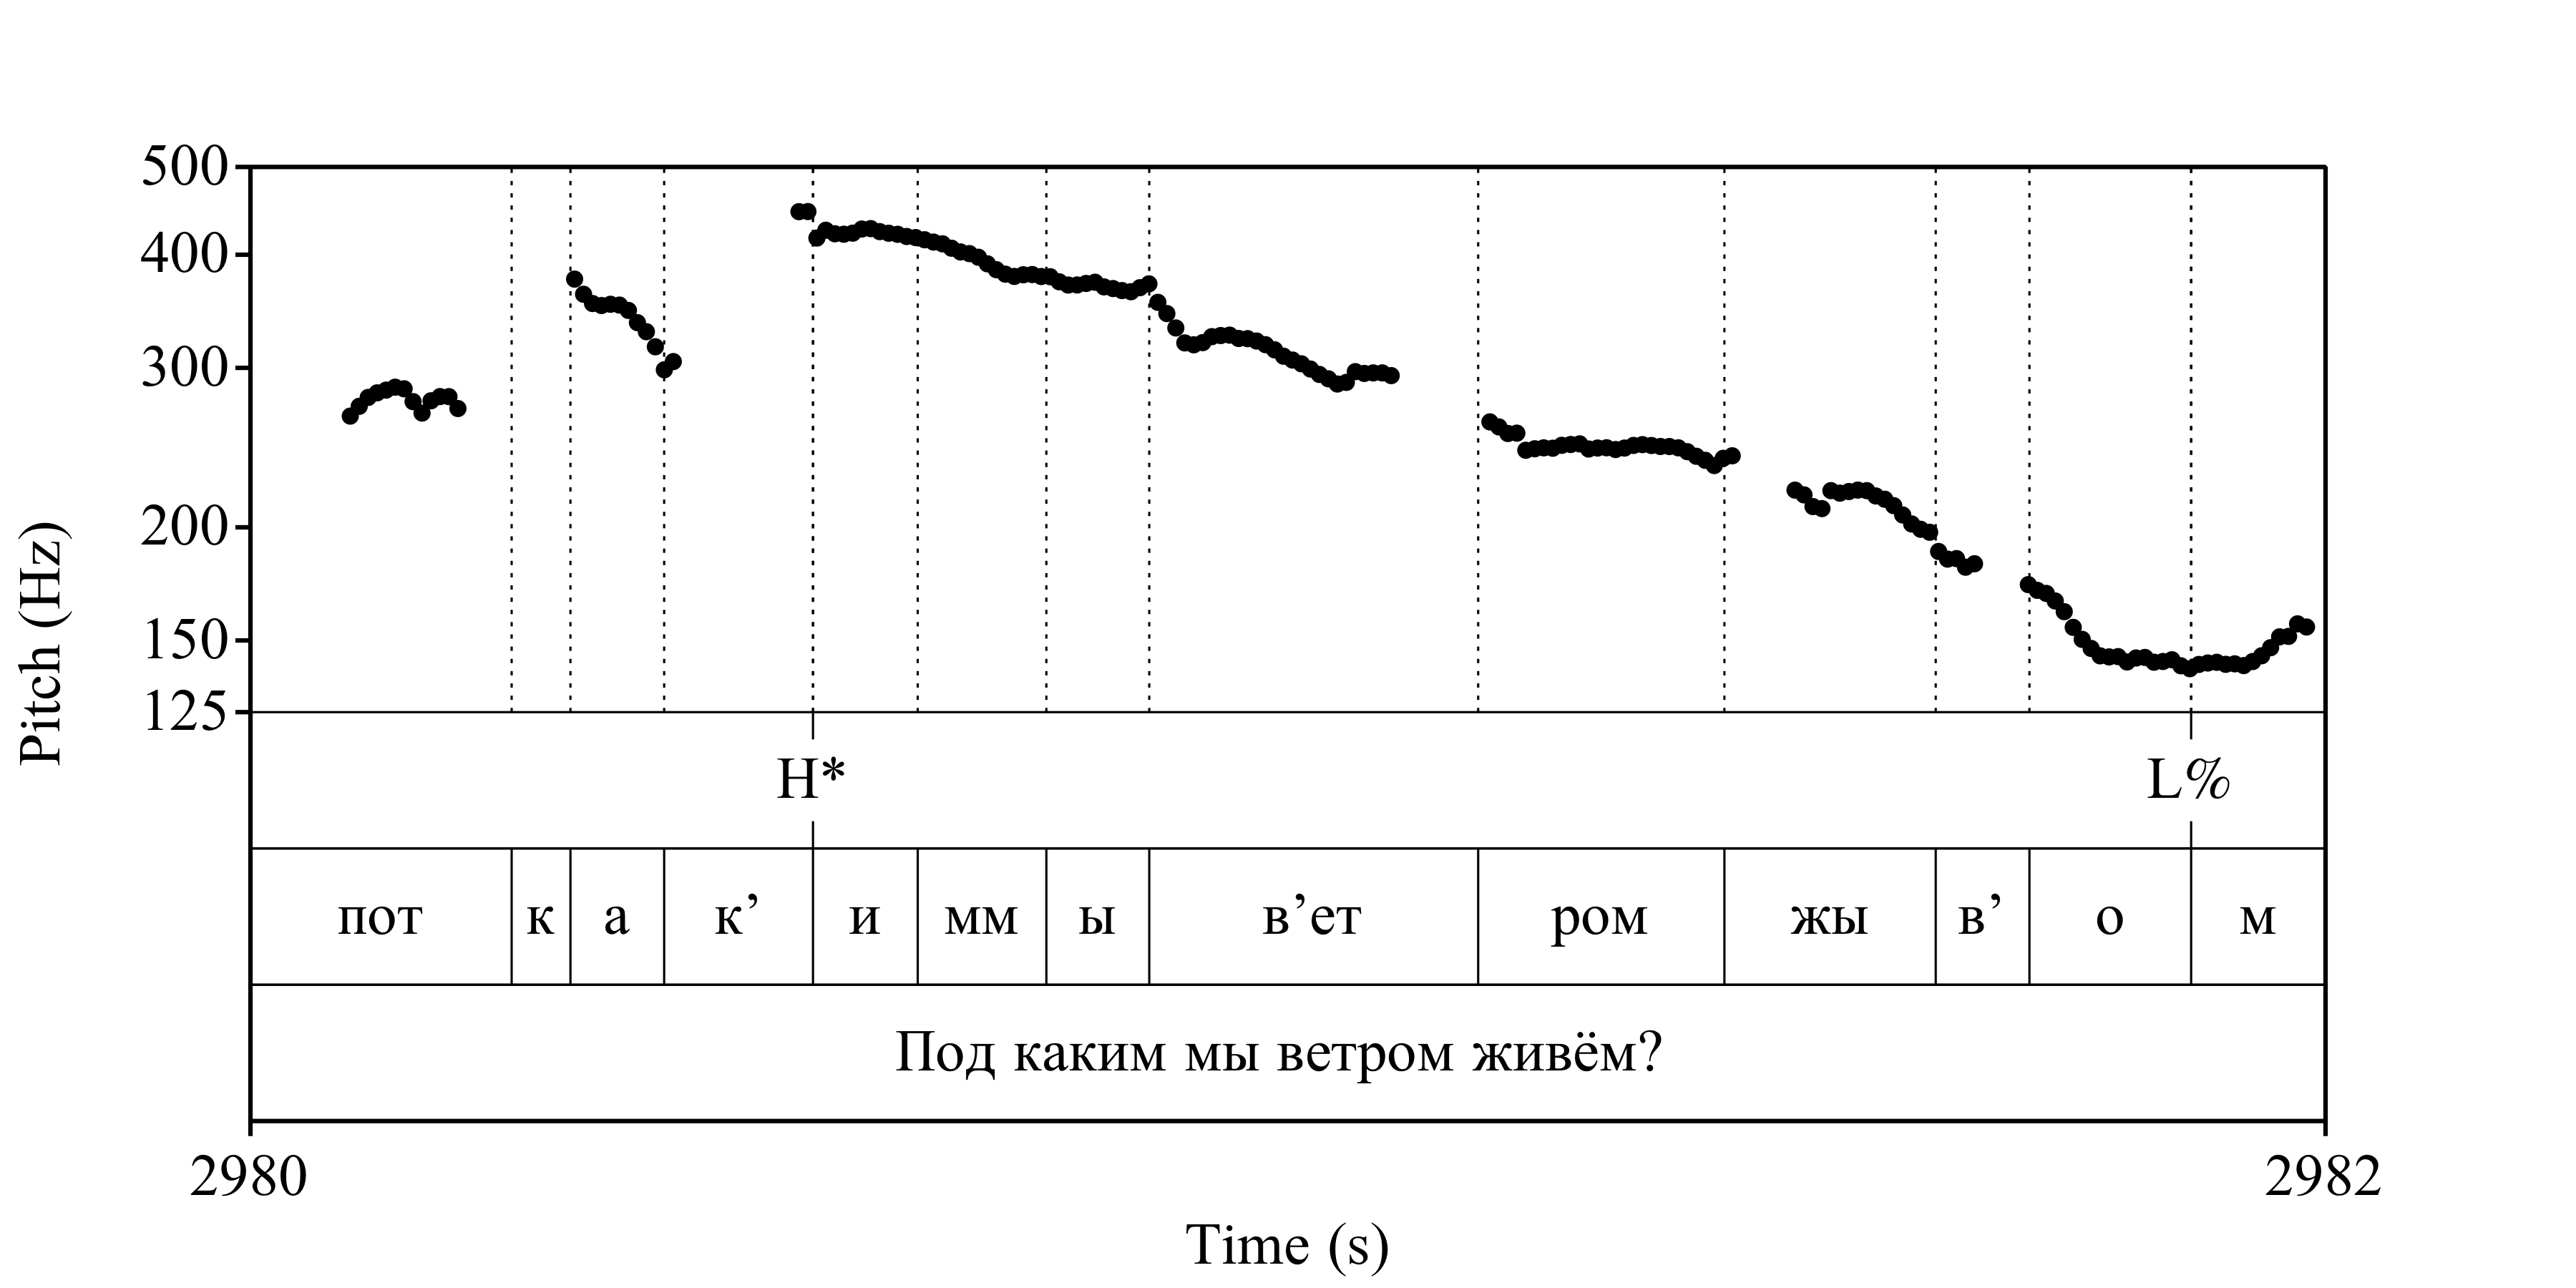 500
400
300
200
150
125
Pitch (Hz)
H* L%
пот к а к’ и мм ы в’ет ром жы в’ о м
Под каким мы ветром живём?
2980 2982
Time (s)